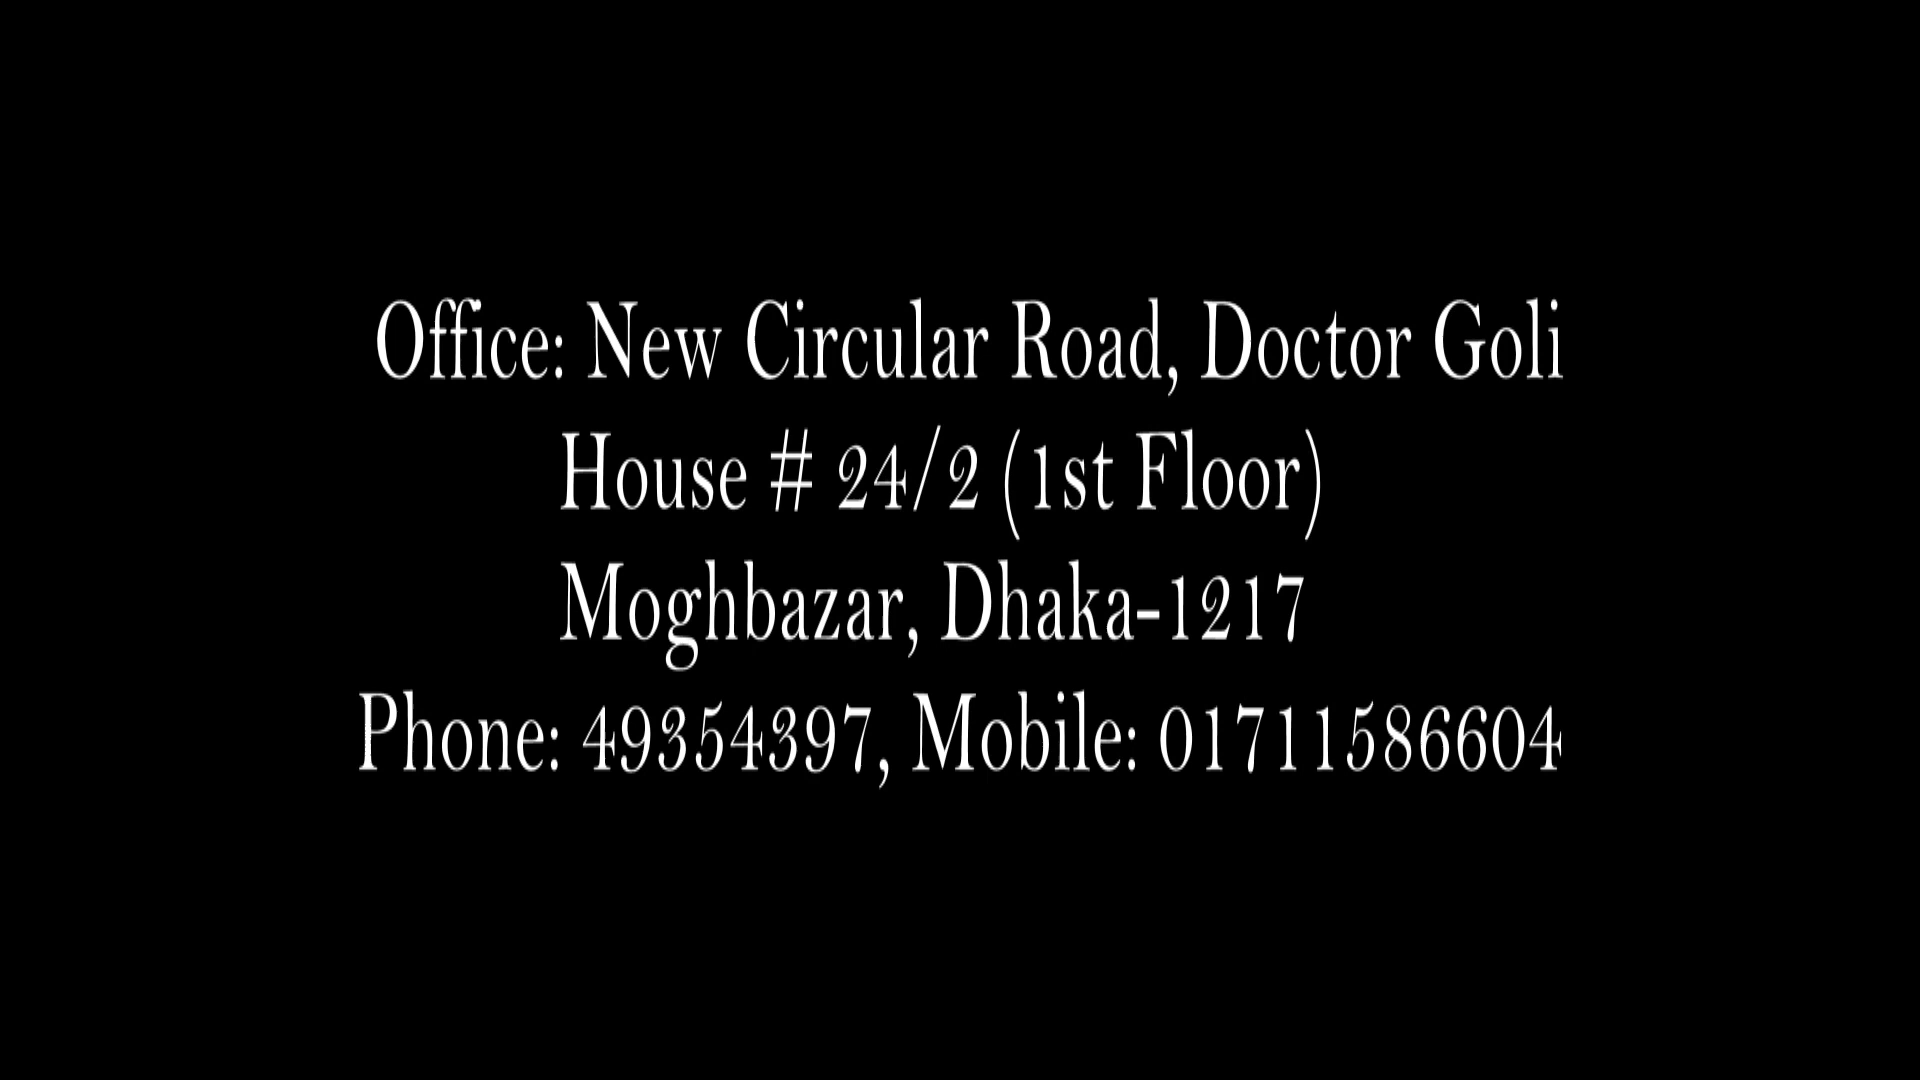 Office: New Circular Road, Doctor Goli
House # 24/2 (1st Floor)
Moghbazar, Dhaka-1217
Phone: 49354397, Mobile: 01711586604